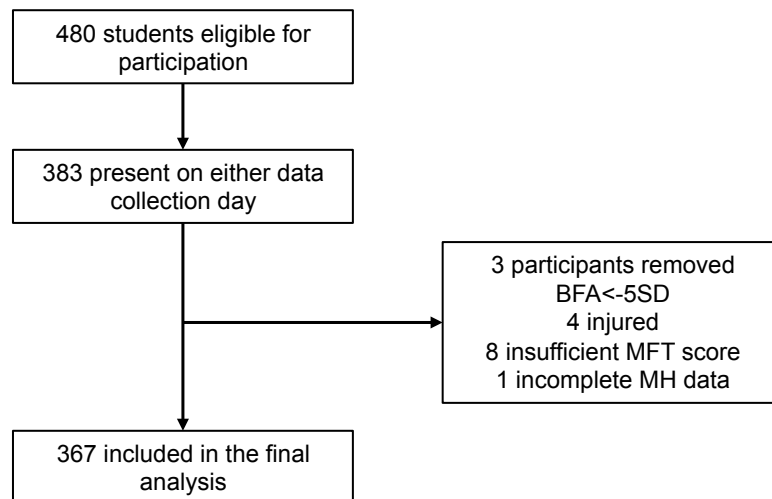 480 students eligible for
participation
383 present on either data
collection day
3 participants removed
BFA<-5SD
4 injured
8 insufficient MFT score
1 incomplete MH data
367 included in the final
analysis